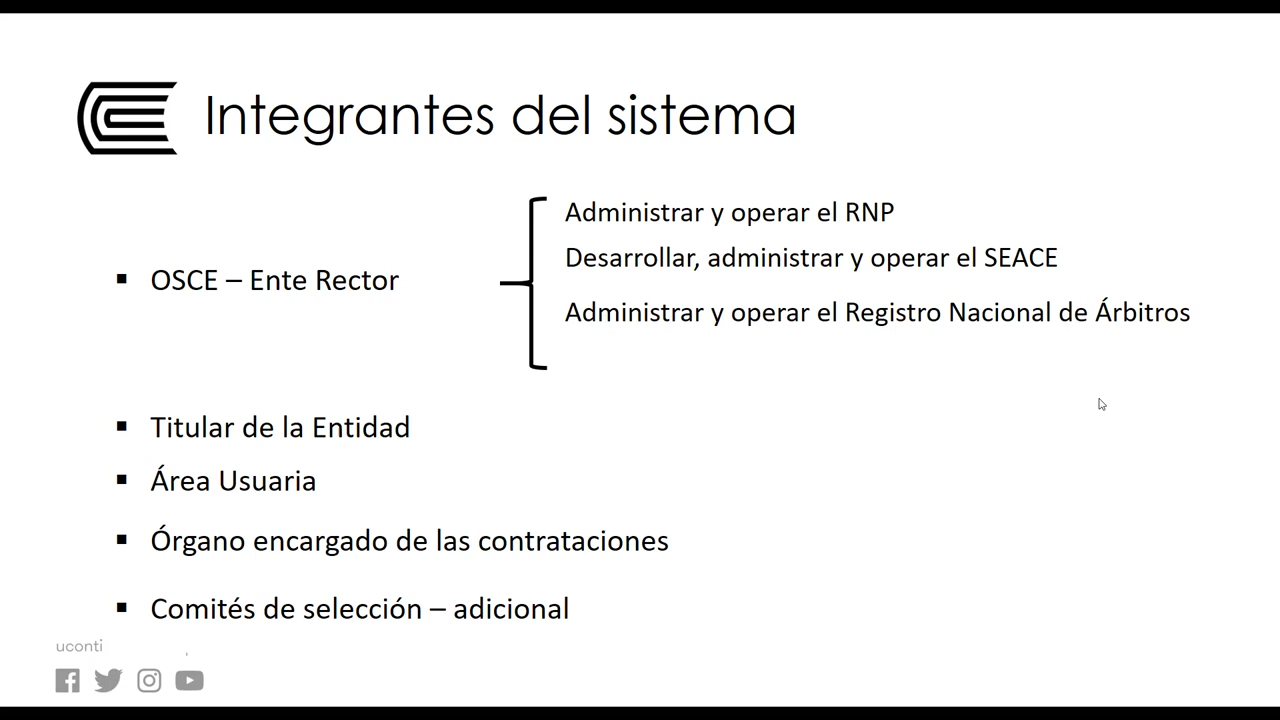 Integrantes del sistema
Administrar y operar el RNP
Desarrollar, administrar y operar el SEACE
OSCE – Ente Rector
Administrar y operar el Registro Nacional de Árbitros
Titular de la Entidad
Área Usuaria
Órgano encargado de las contrataciones
Comités de selección – adicional
uconti